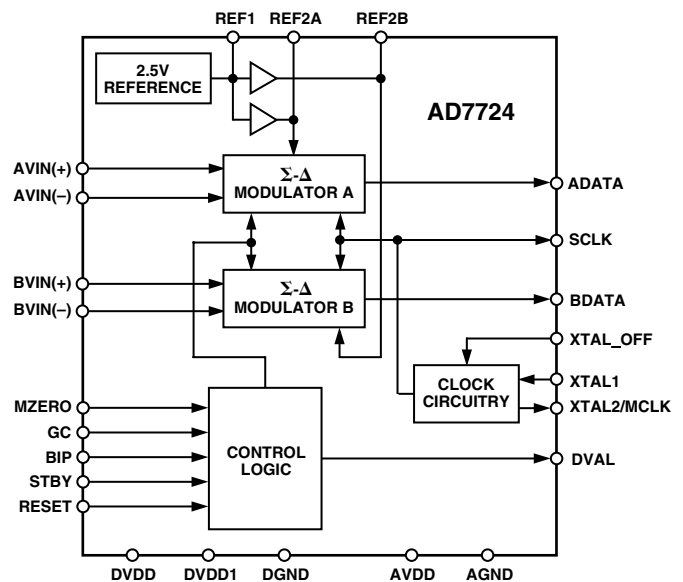 REF1 REF2A REF2B
2.5V
REFERENCE
AD7724
AVIN(+)
AVIN(–)
Σ-Δ
MODULATOR A
ADATA
SCLK
BVIN(+)
BVIN(–)
Σ-Δ
MODULATOR B
BDATA
XTAL_OFF
CLOCK
CIRCUITRY
XTAL1
XTAL2/MCLK
MZERO
GC
BIP
STBY
RESET
CONTROL
LOGIC
DVAL
DVDD DVDD1 DGND AVDD AGND